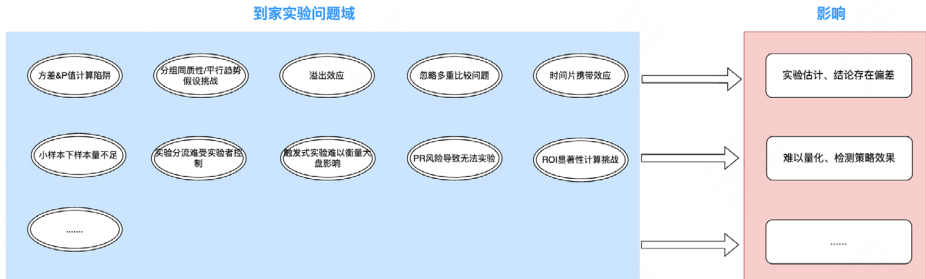 到家实验问题域
影响
方差&P值计算陷阱
分组同质性/平行趋势
假设挑战
溢出效应
忽略多重比较问题
时间片携带效应
实验估计、结论存在偏差
小样本下样本量不足
实验分流难受实验者控
制
触发式实验难以衡量大
盘影响
PR风险导致无法实验
ROI显著性计算挑战
难以量化、检测策略效果
.......
......